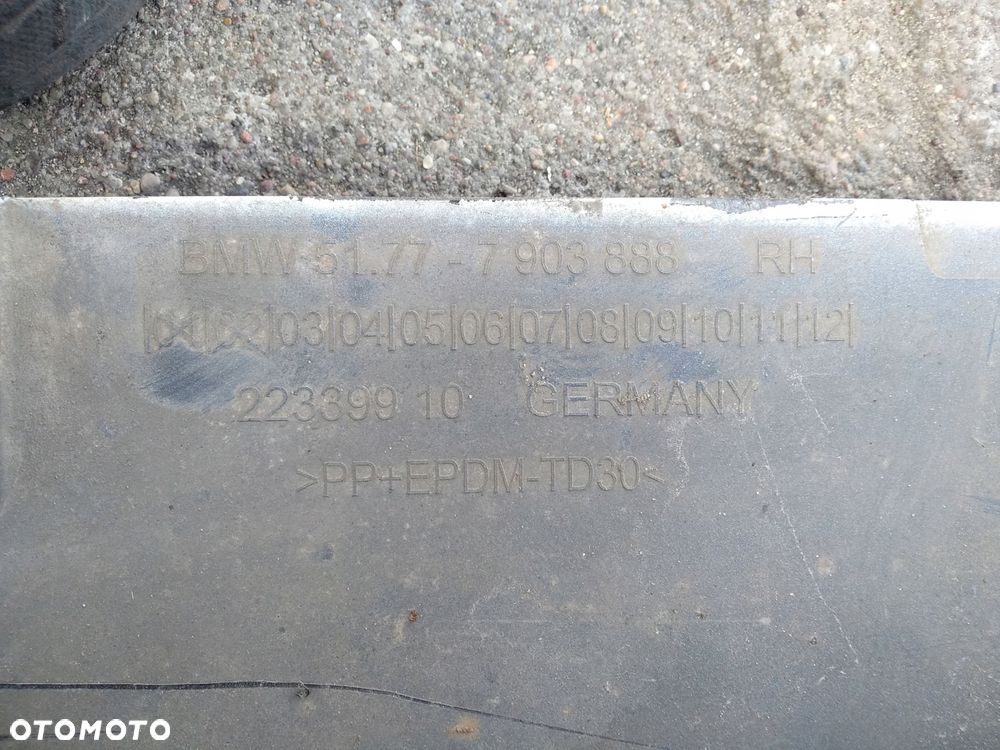 BMW 51.77 - 7 903 888 RH
|01|02|03|04|05|06|07|08|09|10|11|12|
223399 10 GERMANY
>PP+EPDM-TD30<
OTOMOTO